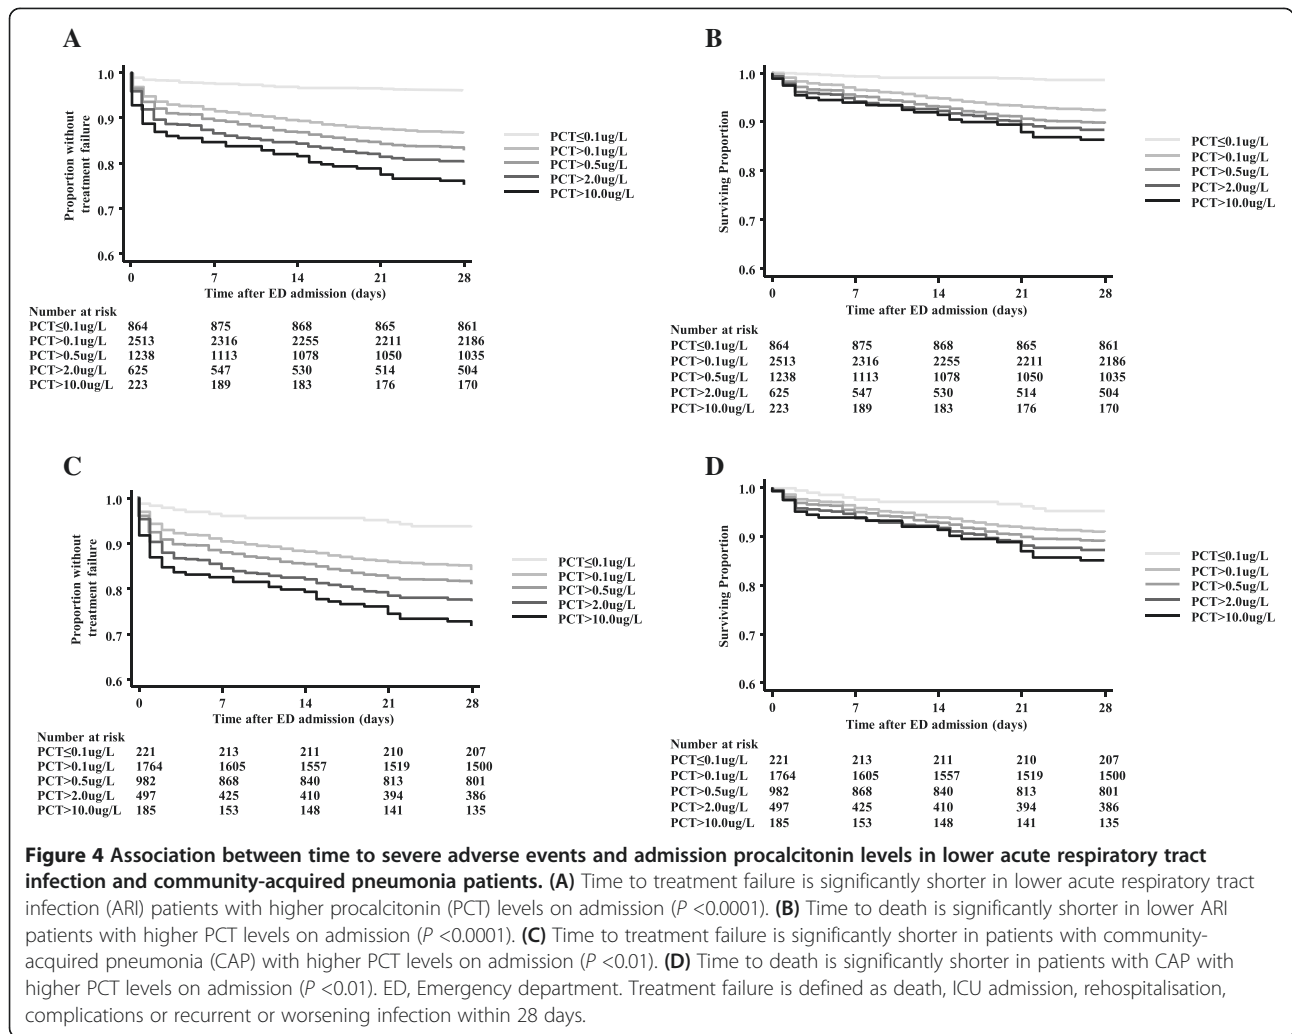 A
1.0
0.9
0.8
0.7
0.6
Proportion without
treatment failure
0 7 14 21 28
Time after ED admission (days)
PCT≤0.1ug/L
PCT>0.1ug/L
PCT>0.5ug/L
PCT>2.0ug/L
PCT>10.0ug/L
Number at risk
PCT≤0.1ug/L 864 875 868 865 861
PCT>0.1ug/L 2513 2316 2255 2211 2186
PCT>0.5ug/L 1238 1113 1078 1050 1035
PCT>2.0ug/L 625 547 530 514 504
PCT>10.0ug/L 223 189 183 176 170
B
1.0
0.9
0.8
0.7
0.6
Surviving Proportion
0 7 14 21 28
Time after ED admission (days)
PCT≤0.1ug/L
PCT>0.1ug/L
PCT>0.5ug/L
PCT>2.0ug/L
PCT>10.0ug/L
Number at risk
PCT≤0.1ug/L 864 875 868 865 861
PCT>0.1ug/L 2513 2316 2255 2211 2186
PCT>0.5ug/L 1238 1113 1078 1050 1035
PCT>2.0ug/L 625 547 530 514 504
PCT>10.0ug/L 223 189 183 176 170
C
1.0
0.9
0.8
0.7
0.6
Proportion without
treatment failure
0 7 14 21 28
Time after ED admission (days)
PCT≤0.1ug/L
PCT>0.1ug/L
PCT>0.5ug/L
PCT>2.0ug/L
PCT>10.0ug/L
Number at risk
PCT≤0.1ug/L 221 213 211 210 207
PCT>0.1ug/L 1764 1605 1557 1519 1500
PCT>0.5ug/L 982 868 840 813 801
PCT>2.0ug/L 497 425 410 394 386
PCT>10.0ug/L 185 153 148 141 135
D
1.0
0.9
0.8
0.7
0.6
Surviving Proportion
0 7 14 21 28
Time after ED admission (days)
PCT≤0.1ug/L
PCT>0.1ug/L
PCT>0.5ug/L
PCT>2.0ug/L
PCT>10.0ug/L
Number at risk
PCT≤0.1ug/L 221 213 211 210 207
PCT>0.1ug/L 1764 1605 1557 1519 1500
PCT>0.5ug/L 982 868 840 813 801
PCT>2.0ug/L 497 425 410 394 386
PCT>10.0ug/L 185 153 148 141 135
Figure 4 Association between time to severe adverse events and admission procalcitonin levels in lower acute respiratory tract
infection and community-acquired pneumonia patients. (A) Time to treatment failure is significantly shorter in lower acute respiratory tract
infection (ARI) patients with higher procalcitonin (PCT) levels on admission (P <0.0001). (B) Time to death is significantly shorter in lower ARI
patients with higher PCT levels on admission (P <0.0001). (C) Time to treatment failure is significantly shorter in patients with community-
acquired pneumonia (CAP) with higher PCT levels on admission (P <0.01). (D) Time to death is significantly shorter in patients with CAP with
higher PCT levels on admission (P <0.01). ED, Emergency department. Treatment failure is defined as death, ICU admission, rehospitalisation,
complications or recurrent or worsening infection within 28 days.